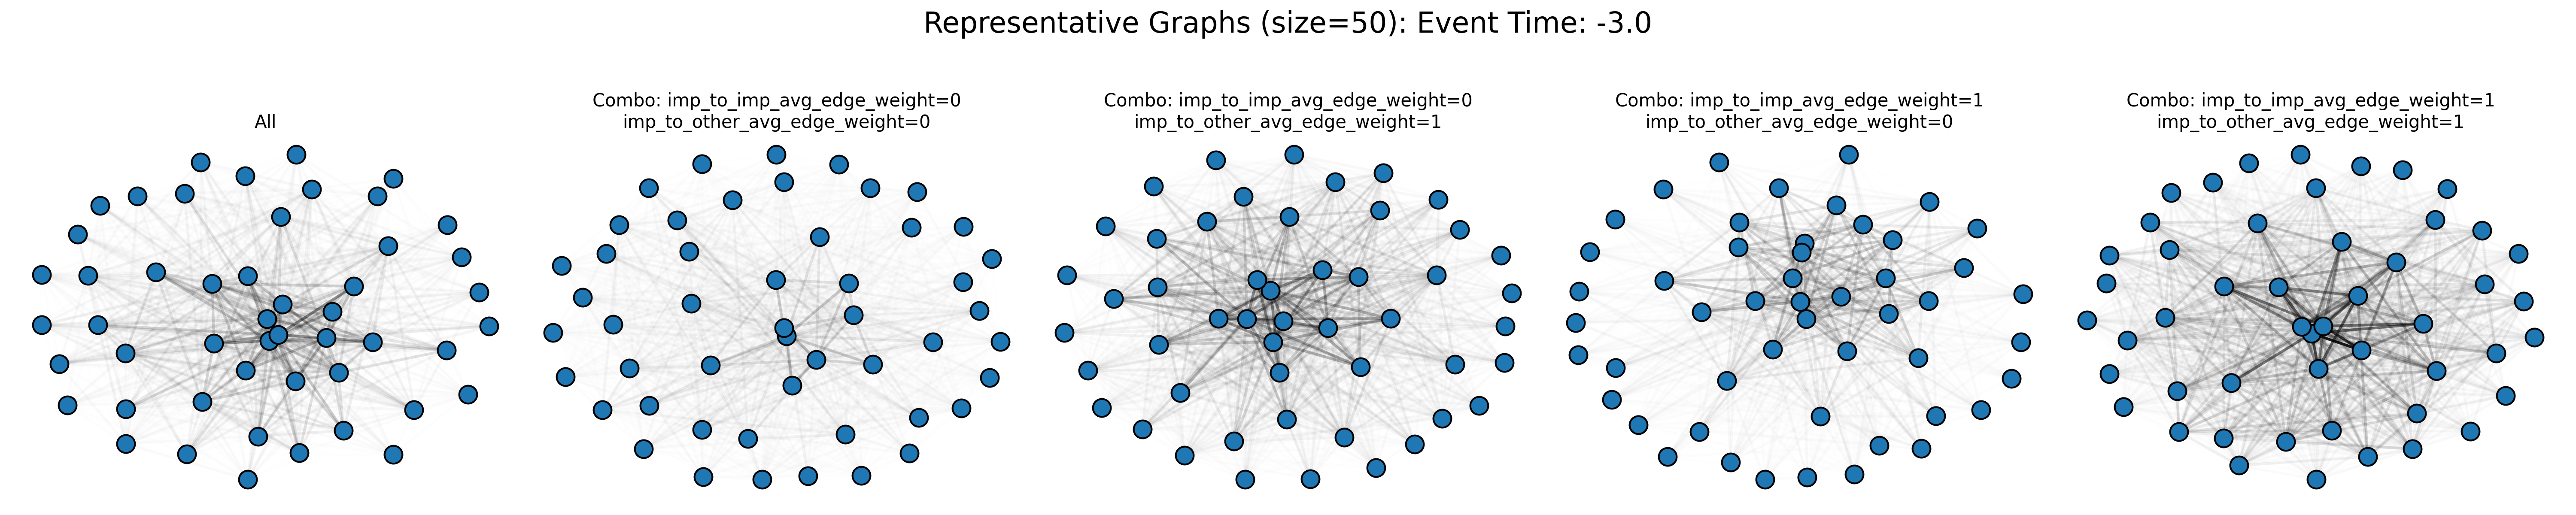 Representative Graphs (size=50): Event Time: -3.0
All
Combo: imp_to_imp_avg_edge_weight=0
imp_to_other_avg_edge_weight=0
Combo: imp_to_imp_avg_edge_weight=0
imp_to_other_avg_edge_weight=1
Combo: imp_to_imp_avg_edge_weight=1
imp_to_other_avg_edge_weight=0
Combo: imp_to_imp_avg_edge_weight=1
imp_to_other_avg_edge_weight=1